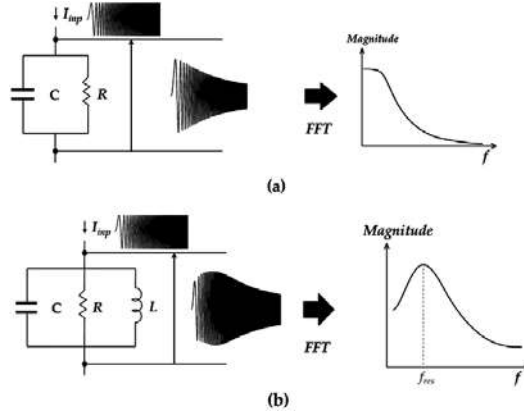 I_inp
Magnitude
C
R
FFT
f
(a)
I_inp
Magnitude
C
R
L
FFT
f_res
f
(b)